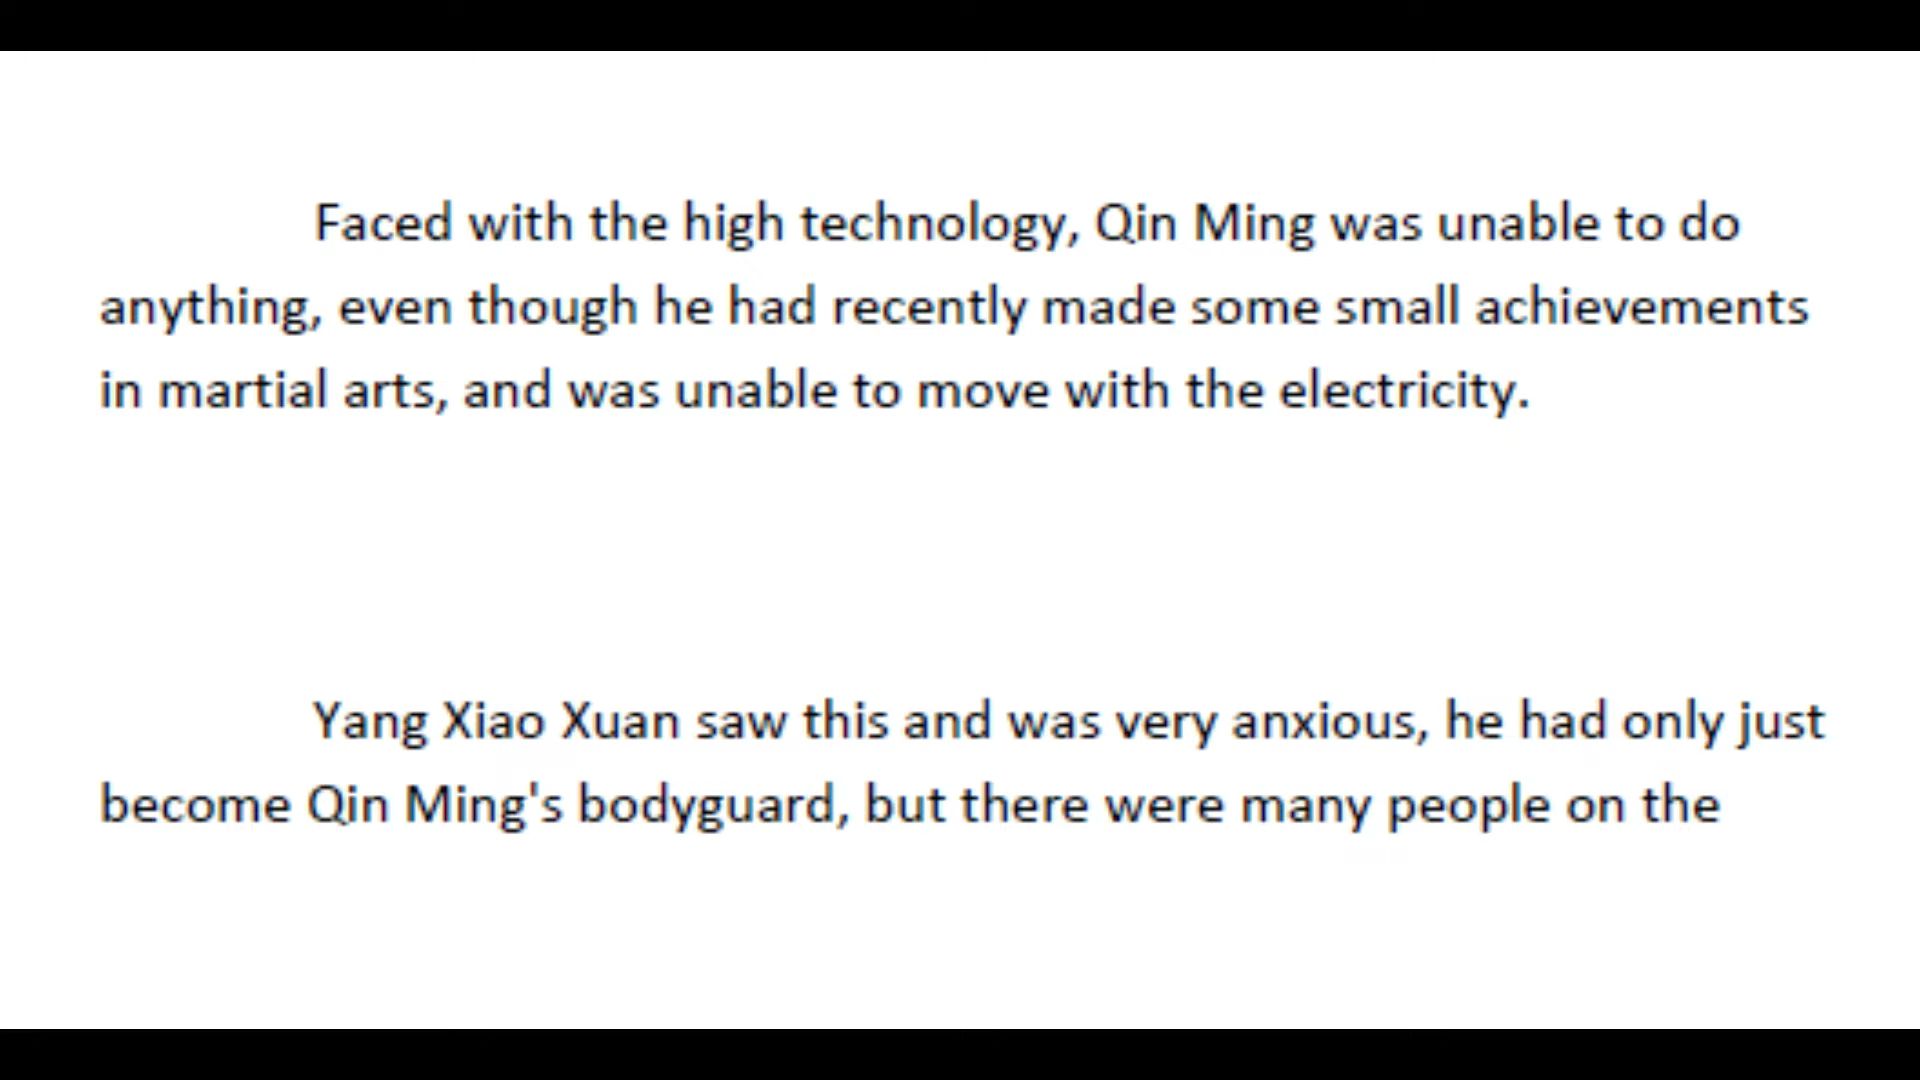 Faced with the high technology, Qin Ming was unable to do
anything, even though he had recently made some small achievements
in martial arts, and was unable to move with the electricity.
Yang Xiao Xuan saw this and was very anxious, he had only just
become Qin Ming's bodyguard, but there were many people on the